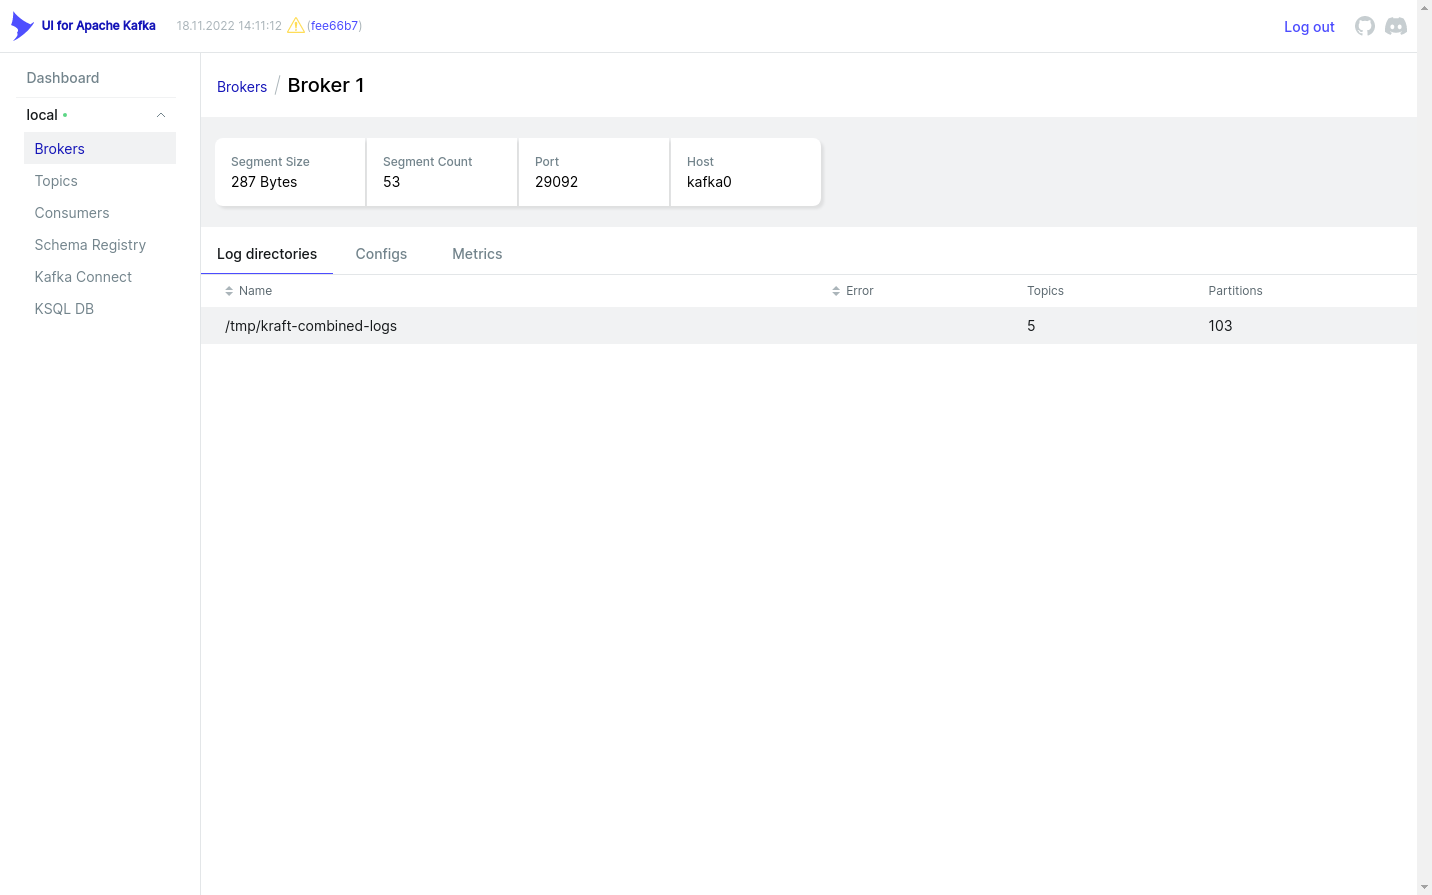 UI for Apache Kafka 18.11.2022 14:11:12 (fee66b7) Log out
Dashboard
local
Brokers
Topics
Consumers
Schema Registry
Kafka Connect
KSQL DB
Brokers / Broker 1
Segment Size Segment Count Port Host
287 Bytes 53 29092 kafka0
Log directories Configs Metrics
Name Error Topics Partitions
/tmp/kraft-combined-logs 5 103